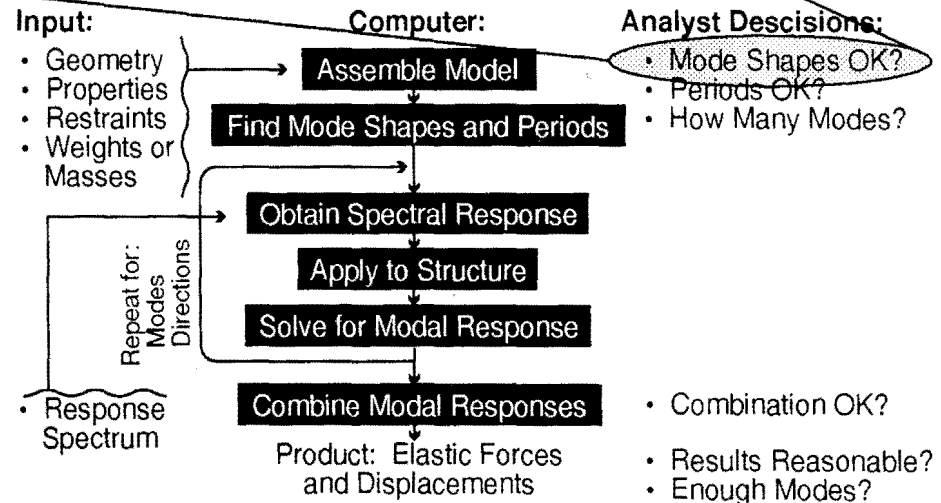 Input:
• Geometry
• Properties
• Restraints
• Weights or
Masses
• Response
Spectrum
Computer:
Assemble Model
Find Mode Shapes and Periods
Obtain Spectral Response
Apply to Structure
Solve for Modal Response
Repeat for:
Modes
Directions
Combine Modal Responses
Product: Elastic Forces
and Displacements
Analyst Descisions:
• Mode Shapes OK?
• Periods OK?
• How Many Modes?
• Combination OK?
• Results Reasonable?
• Enough Modes?